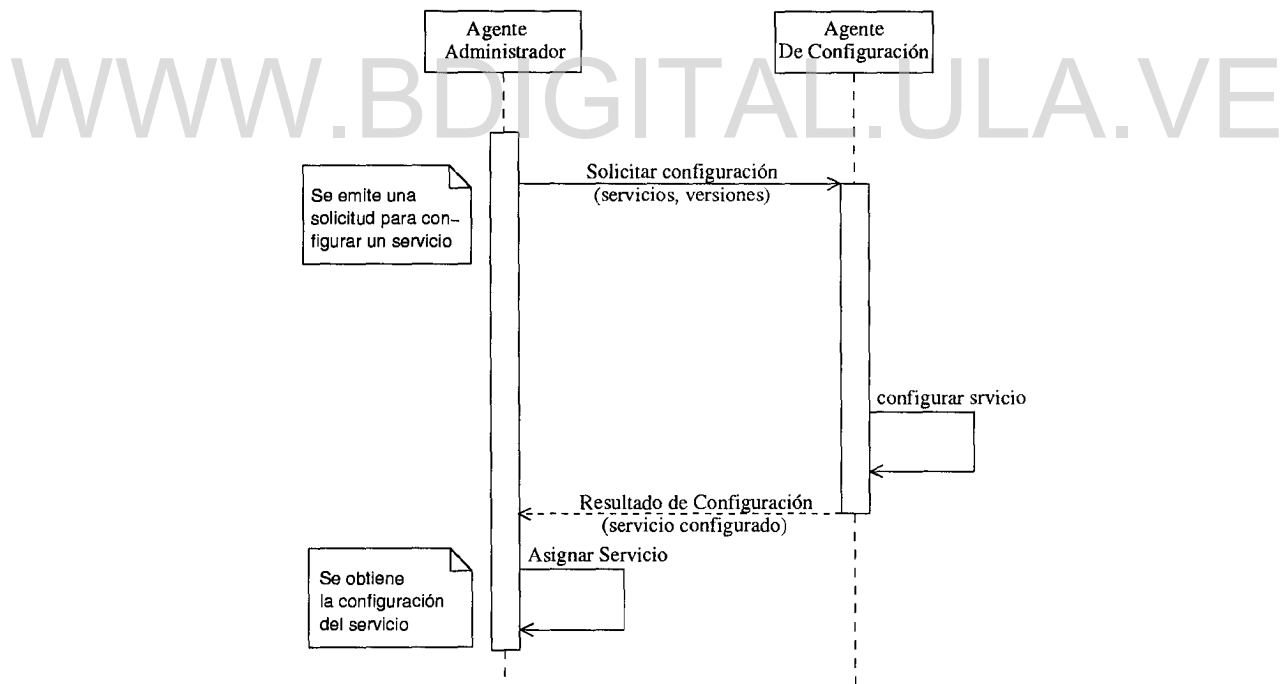 Agente
Administrador
Agente
De Configuración
WWW.BDIGITAL.ULA.VE
Se emite una
solicitud para con-
figurar un servicio
Solicitar configuración
(servicios, versiones)
configurar srvicio
Resultado de Configuración
(servicio configurado)
Asignar Servicio
Se obtiene
la configuración
del servicio